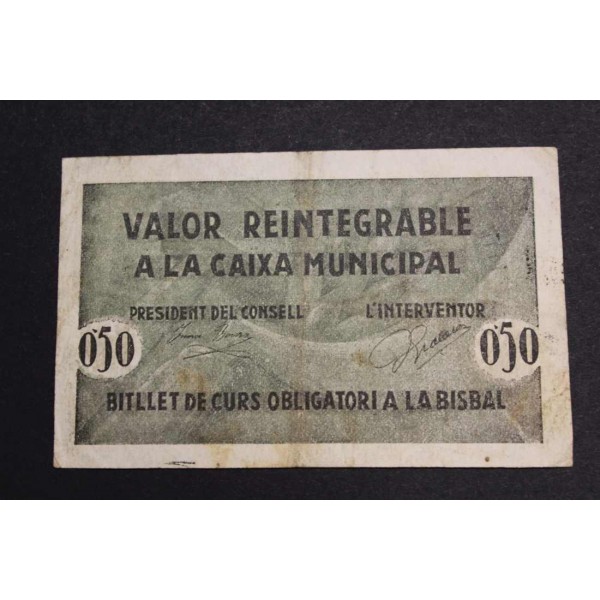 VALOR REINTEGRABLE
A LA CAIXA MUNICIPAL
PRESIDENT DEL CONSELL L'INTERVENTOR
0'50 0'50
BITLLET DE CURS OBLIGATORI A LA BISBAL